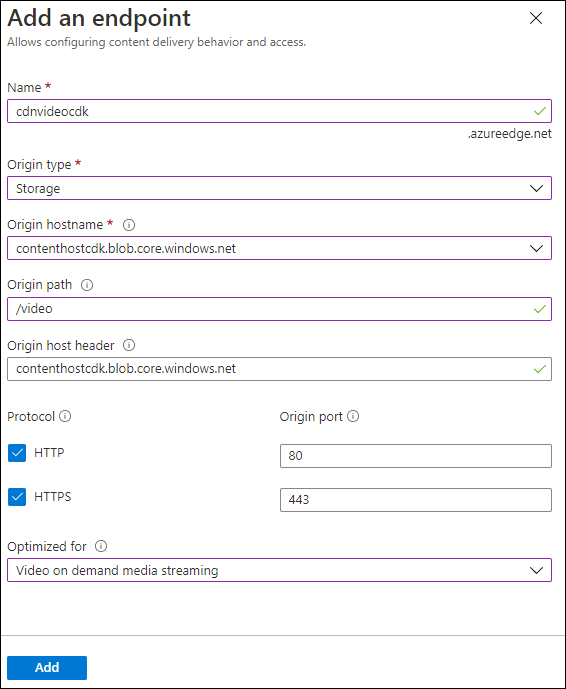 Add an endpoint
Allows configuring content delivery behavior and access.
Name *
cdnvideocdk
.azureedge.net
Origin type *
Storage
Origin hostname *
contenthostcdk.blob.core.windows.net
Origin path
/video
Origin host header
contenthostcdk.blob.core.windows.net
Protocol Origin port
HTTP 80
HTTPS 443
Optimized for
Video on demand media streaming
Add